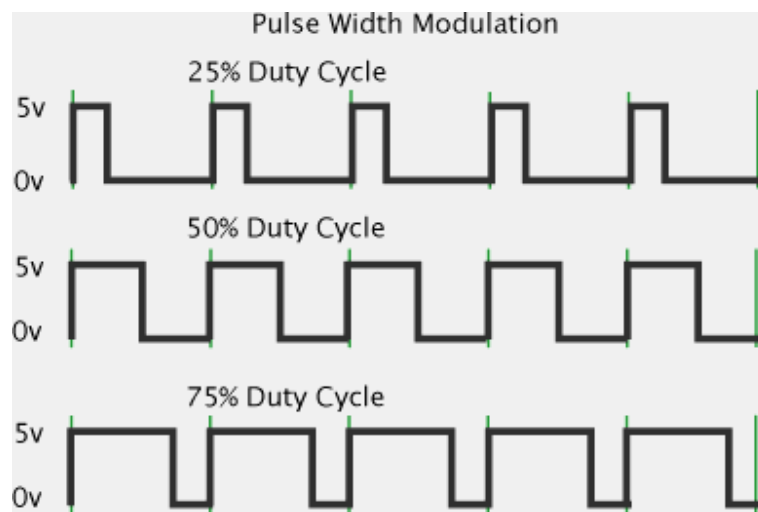 Pulse Width Modulation
25% Duty Cycle
5v
0v
50% Duty Cycle
5v
0v
75% Duty Cycle
5v
0v